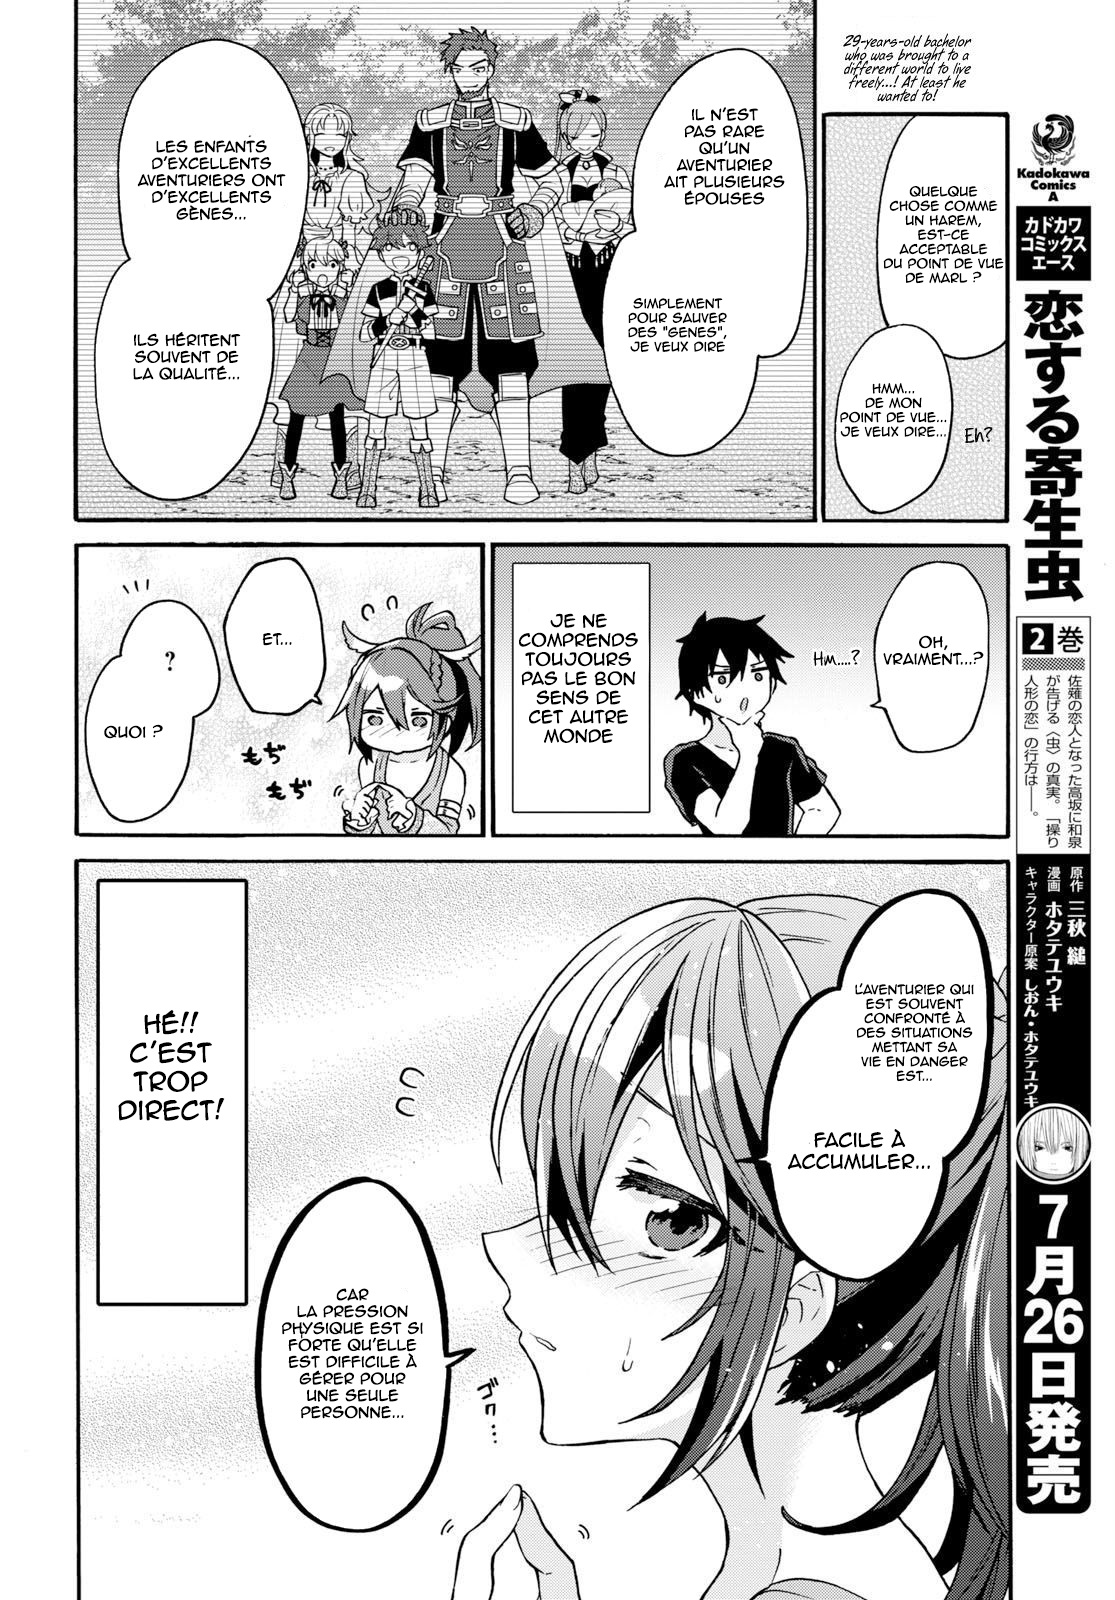 29-years-old bachelor
who was brought to a
different world to live
freely...! At least he
wanted to!
QUELQUE
CHOSE COMME
UN HAREM,
EST-CE
ACCEPTABLE
DU POINT DE VUE
DE MARL ?
HMM...
DE MON
POINT DE VUE...
JE VEUX DIRE...
Eh?
IL N'EST
PAS RARE
QU'UN
AVENTURIER
AIT PLUSIEURS
ÉPOUSES
SIMPLEMENT
POUR SAUVER
DES "GENES",
JE VEUX DIRE
LES ENFANTS
D'EXCELLENTS
AVENTURIERS ONT
D'EXCELLENTS
GÈNES...
ILS HÉRITENT
SOUVENT DE
LA QUALITÉ...
OH,
VRAIMENT...?
Hm....?
JE NE
COMPRENDS
TOUJOURS
PAS LE BON
SENS DE
CET AUTRE
MONDE
ET...
?
QUOI ?
もぢ
もぢ
L'AVENTURIER QUI
EST SOUVENT
CONFRONTÉ À
DES SITUATIONS
METTANT SA
VIE EN DANGER
EST...
FACILE À
ACCUMULER...
CAR
LA PRESSION
PHYSIQUE EST SI
FORTE QU'ELLE
EST DIFFICILE À
GÉRER POUR
UNE SEULE
PERSONNE...
ゴク...
HÉ!!
C'EST
TROP
DIRECT!
Kadokawa
Comics
A
カドカワ
コミックス
エース
恋する寄生虫
2巻
佐薙の恋人となった高坂に和泉
が告げる〈虫〉の真実。「操り
人形の恋」の行方は――。
原作 三秋 縋
漫画 ホタテユウキ
キャラクター原案 しおん・ホタテユウキ
7月26日発売